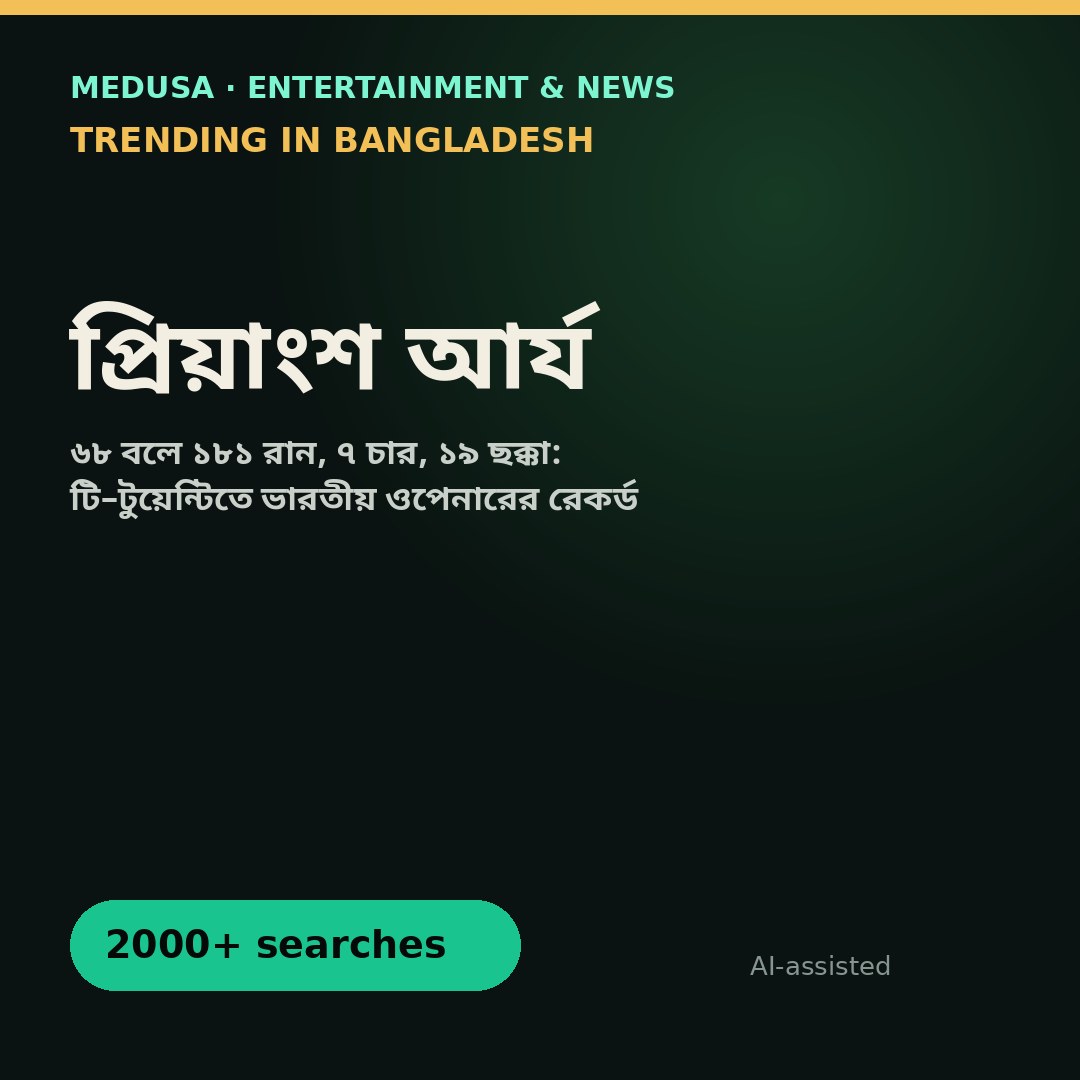 MEDUSA · ENTERTAINMENT & NEWS
TRENDING IN BANGLADESH
প্রিয়াংশ আর্য
৬৮ বলে ১৮১ রান, ৭ চার, ১৯ ছক্কা:
টি–টুয়েন্টিতে ভারতীয় ওপেনারের রেকর্ড
2000+ searches
AI-assisted